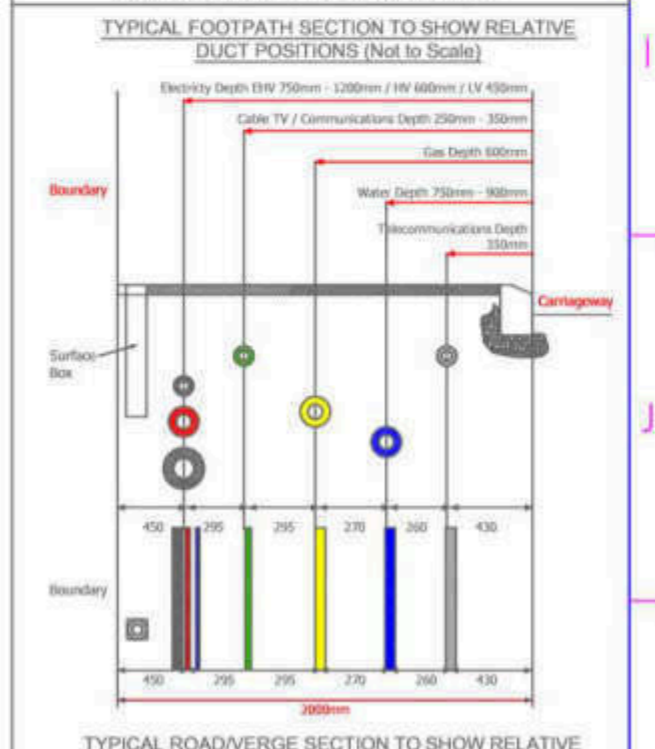 TYPICAL FOOTPATH SECTION TO SHOW RELATIVE
DUCT POSITIONS (Not to Scale)
Electricty Depth EHV 750mm - 1200mm / HV 600mm / LV 450mm
Cable TV / Communications Depth 250mm - 350mm
Gas Depth 600mm
Boundary
Water Depth 750mm - 900mm
Telecommunications Depth
350mm
Carriageway
Surface
Box
450 295 295 270 260 430
Boundary
450 295 295 270 260 430
2000mm
TYPICAL ROAD/VERGE SECTION TO SHOW RELATIVE